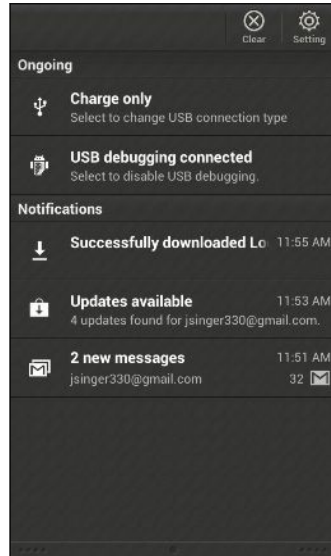 Clear Setting
Ongoing
Charge only
Select to change USB connection type
USB debugging connected
Select to disable USB debugging.
Notifications
Successfully downloaded Lo 11:55 AM
Updates available 11:53 AM
4 updates found for jsinger330@gmail.com.
2 new messages 11:51 AM
jsinger330@gmail.com 32